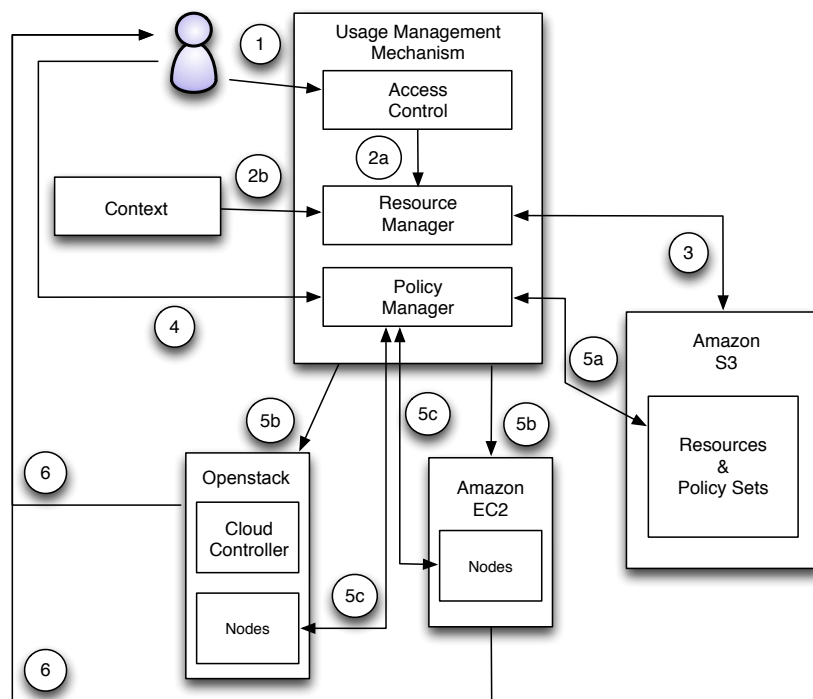 1
Usage Management
Mechanism
Access
Control
2a
2b
Context
Resource
Manager
3
Policy
Manager
4
Amazon
S3
5a
Resources
&
Policy Sets
5b
5c
5b
Openstack
Cloud
Controller
Nodes
Amazon
EC2
Nodes
6
5c
6